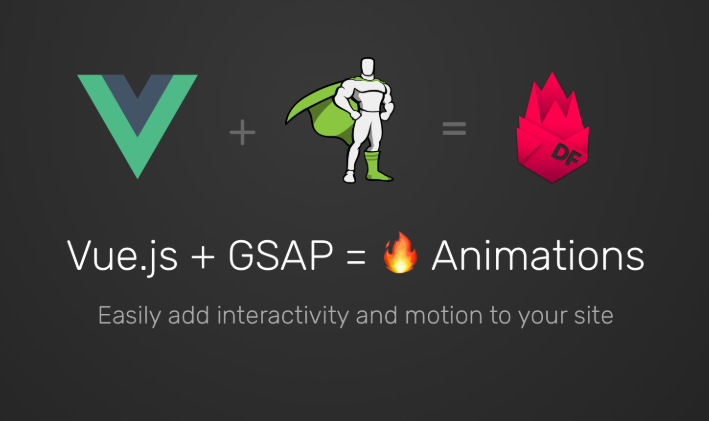 + =
DF
Vue.js + GSAP = 🔥 Animations
Easily add interactivity and motion to your site